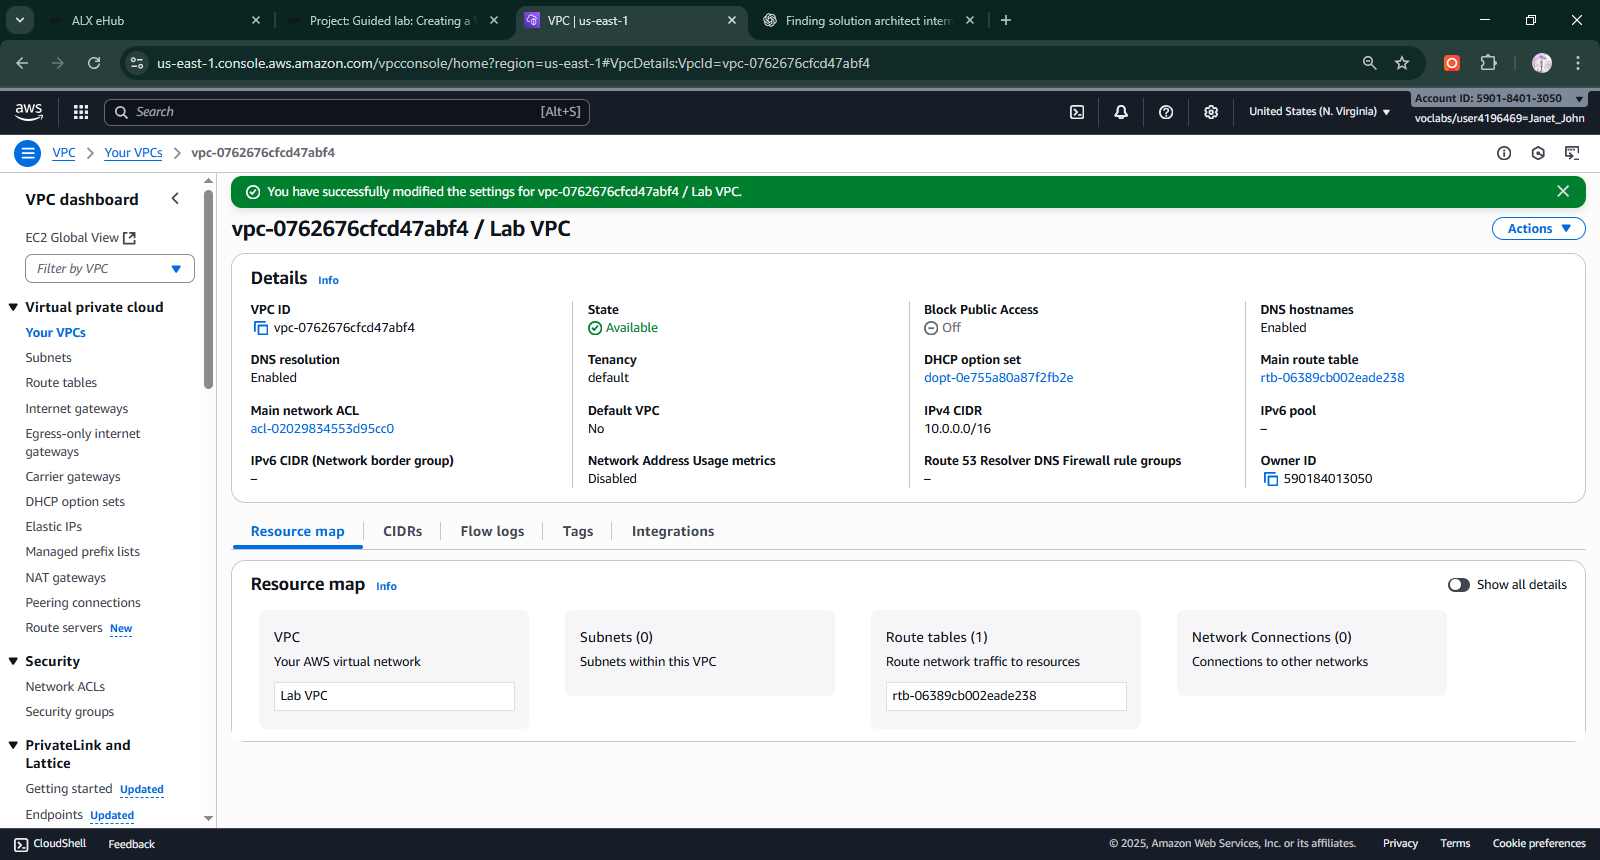 ALX eHub
Project: Guided lab: Creating a
VPC | us-east-1
Finding solution architect inter
us-east-1.console.aws.amazon.com/vpcconsole/home?region=us-east-1#VpcDetails:VpcId=vpc-0762676cfcd47abf4
aws
Search
[Alt+S]
United States (N. Virginia)
Account ID: 5901-8401-3050
voclabs/user4196469=Janet_John
VPC
Your VPCs
vpc-0762676cfcd47abf4
VPC dashboard
EC2 Global View
Filter by VPC
Virtual private cloud
Your VPCs
Subnets
Route tables
Internet gateways
Egress-only internet
gateways
Carrier gateways
DHCP option sets
Elastic IPs
Managed prefix lists
NAT gateways
Peering connections
Route servers New
Security
Network ACLs
Security groups
PrivateLink and
Lattice
Getting started Updated
Endpoints Updated
You have successfully modified the settings for vpc-0762676cfcd47abf4 / Lab VPC.
vpc-0762676cfcd47abf4 / Lab VPC
Actions
Details Info
VPC ID
vpc-0762676cfcd47abf4
State
Available
Block Public Access
Off
DNS hostnames
Enabled
DNS resolution
Enabled
Tenancy
default
DHCP option set
dopt-0e755a80a87f2fb2e
Main route table
rtb-06389cb002eade238
Main network ACL
acl-02029834553d95cc0
Default VPC
No
IPv4 CIDR
10.0.0.0/16
IPv6 pool
–
IPv6 CIDR (Network border group)
–
Network Address Usage metrics
Disabled
Route 53 Resolver DNS Firewall rule groups
–
Owner ID
590184013050
Resource map
CIDRs
Flow logs
Tags
Integrations
Resource map Info
Show all details
VPC
Your AWS virtual network
Lab VPC
Subnets (0)
Subnets within this VPC
Route tables (1)
Route network traffic to resources
rtb-06389cb002eade238
Network Connections (0)
Connections to other networks
CloudShell
Feedback
© 2025, Amazon Web Services, Inc. or its affiliates.
Privacy
Terms
Cookie preferences